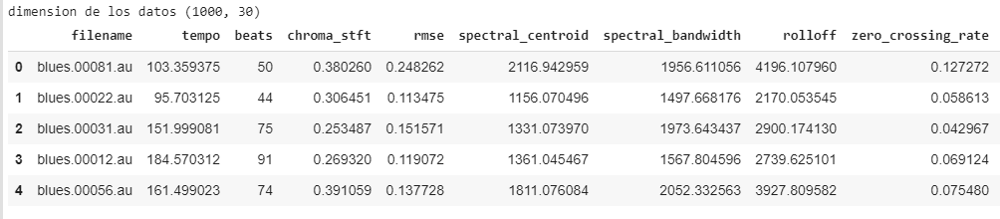 dimension de los datos (1000, 30)
filename tempo beats chroma_stft rmse spectral_centroid spectral_bandwidth rolloff zero_crossing_rate
0 blues.00081.au 103.359375 50 0.380260 0.248262 2116.942959 1956.611056 4196.107960 0.127272
1 blues.00022.au 95.703125 44 0.306451 0.113475 1156.070496 1497.668176 2170.053545 0.058613
2 blues.00031.au 151.999081 75 0.253487 0.151571 1331.073970 1973.643437 2900.174130 0.042967
3 blues.00012.au 184.570312 91 0.269320 0.119072 1361.045467 1567.804596 2739.625101 0.069124
4 blues.00056.au 161.499023 74 0.391059 0.137728 1811.076084 2052.332563 3927.809582 0.075480